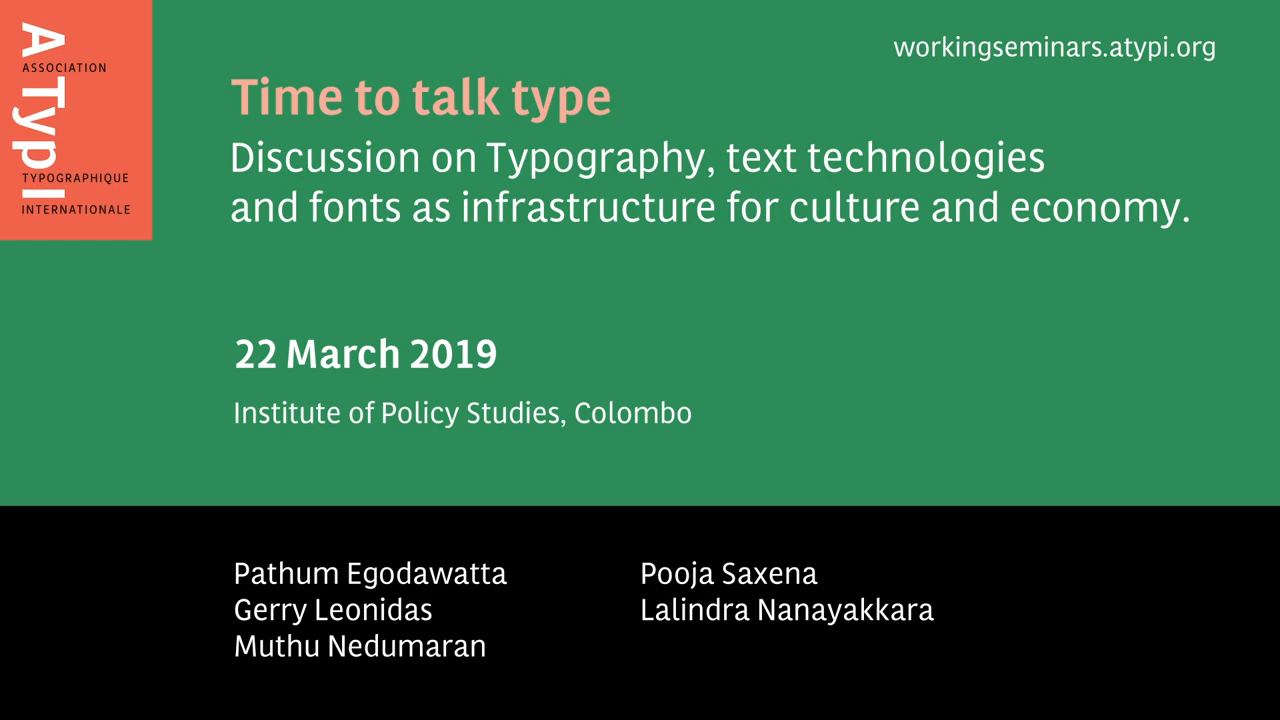 ATypI
ASSOCIATION
TYPOGRAPHIQUE
INTERNATIONALE
workingseminars.atypi.org
Time to talk type
Discussion on Typography, text technologies
and fonts as infrastructure for culture and economy.
22 March 2019
Institute of Policy Studies, Colombo
Pathum Egodawatta
Gerry Leonidas
Muthu Nedumaran
Pooja Saxena
Lalindra Nanayakkara